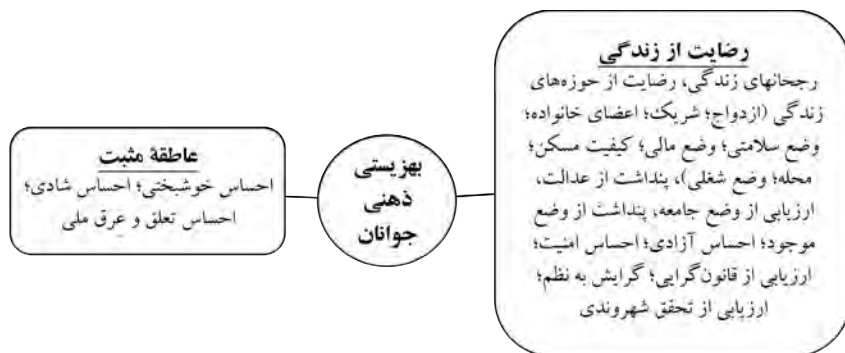 رضایت از زندگی
رجحانهای زندگی، رضایت از حوزه‌های
زندگی (ازدواج؛ شریک؛ اعضای خانواده؛
وضع سلامتی؛ وضع مالی؛ کیفیت مسکن؛
محله؛ وضع شغلی)، پنداشت از عدالت،
ارزیابی از وضع جامعه، پنداشت از وضع
موجود؛ احساس آزادی؛ احساس امنیت؛
ارزیابی از قانون‌گرایی؛ گرایش به نظم؛
ارزیابی از تحقق شهروندی
بهزیستی
ذهنی
جوانان
عاطفۀ مثبت
احساس خوشبختی؛ احساس شادی؛
احساس تعلق و عِرق ملی